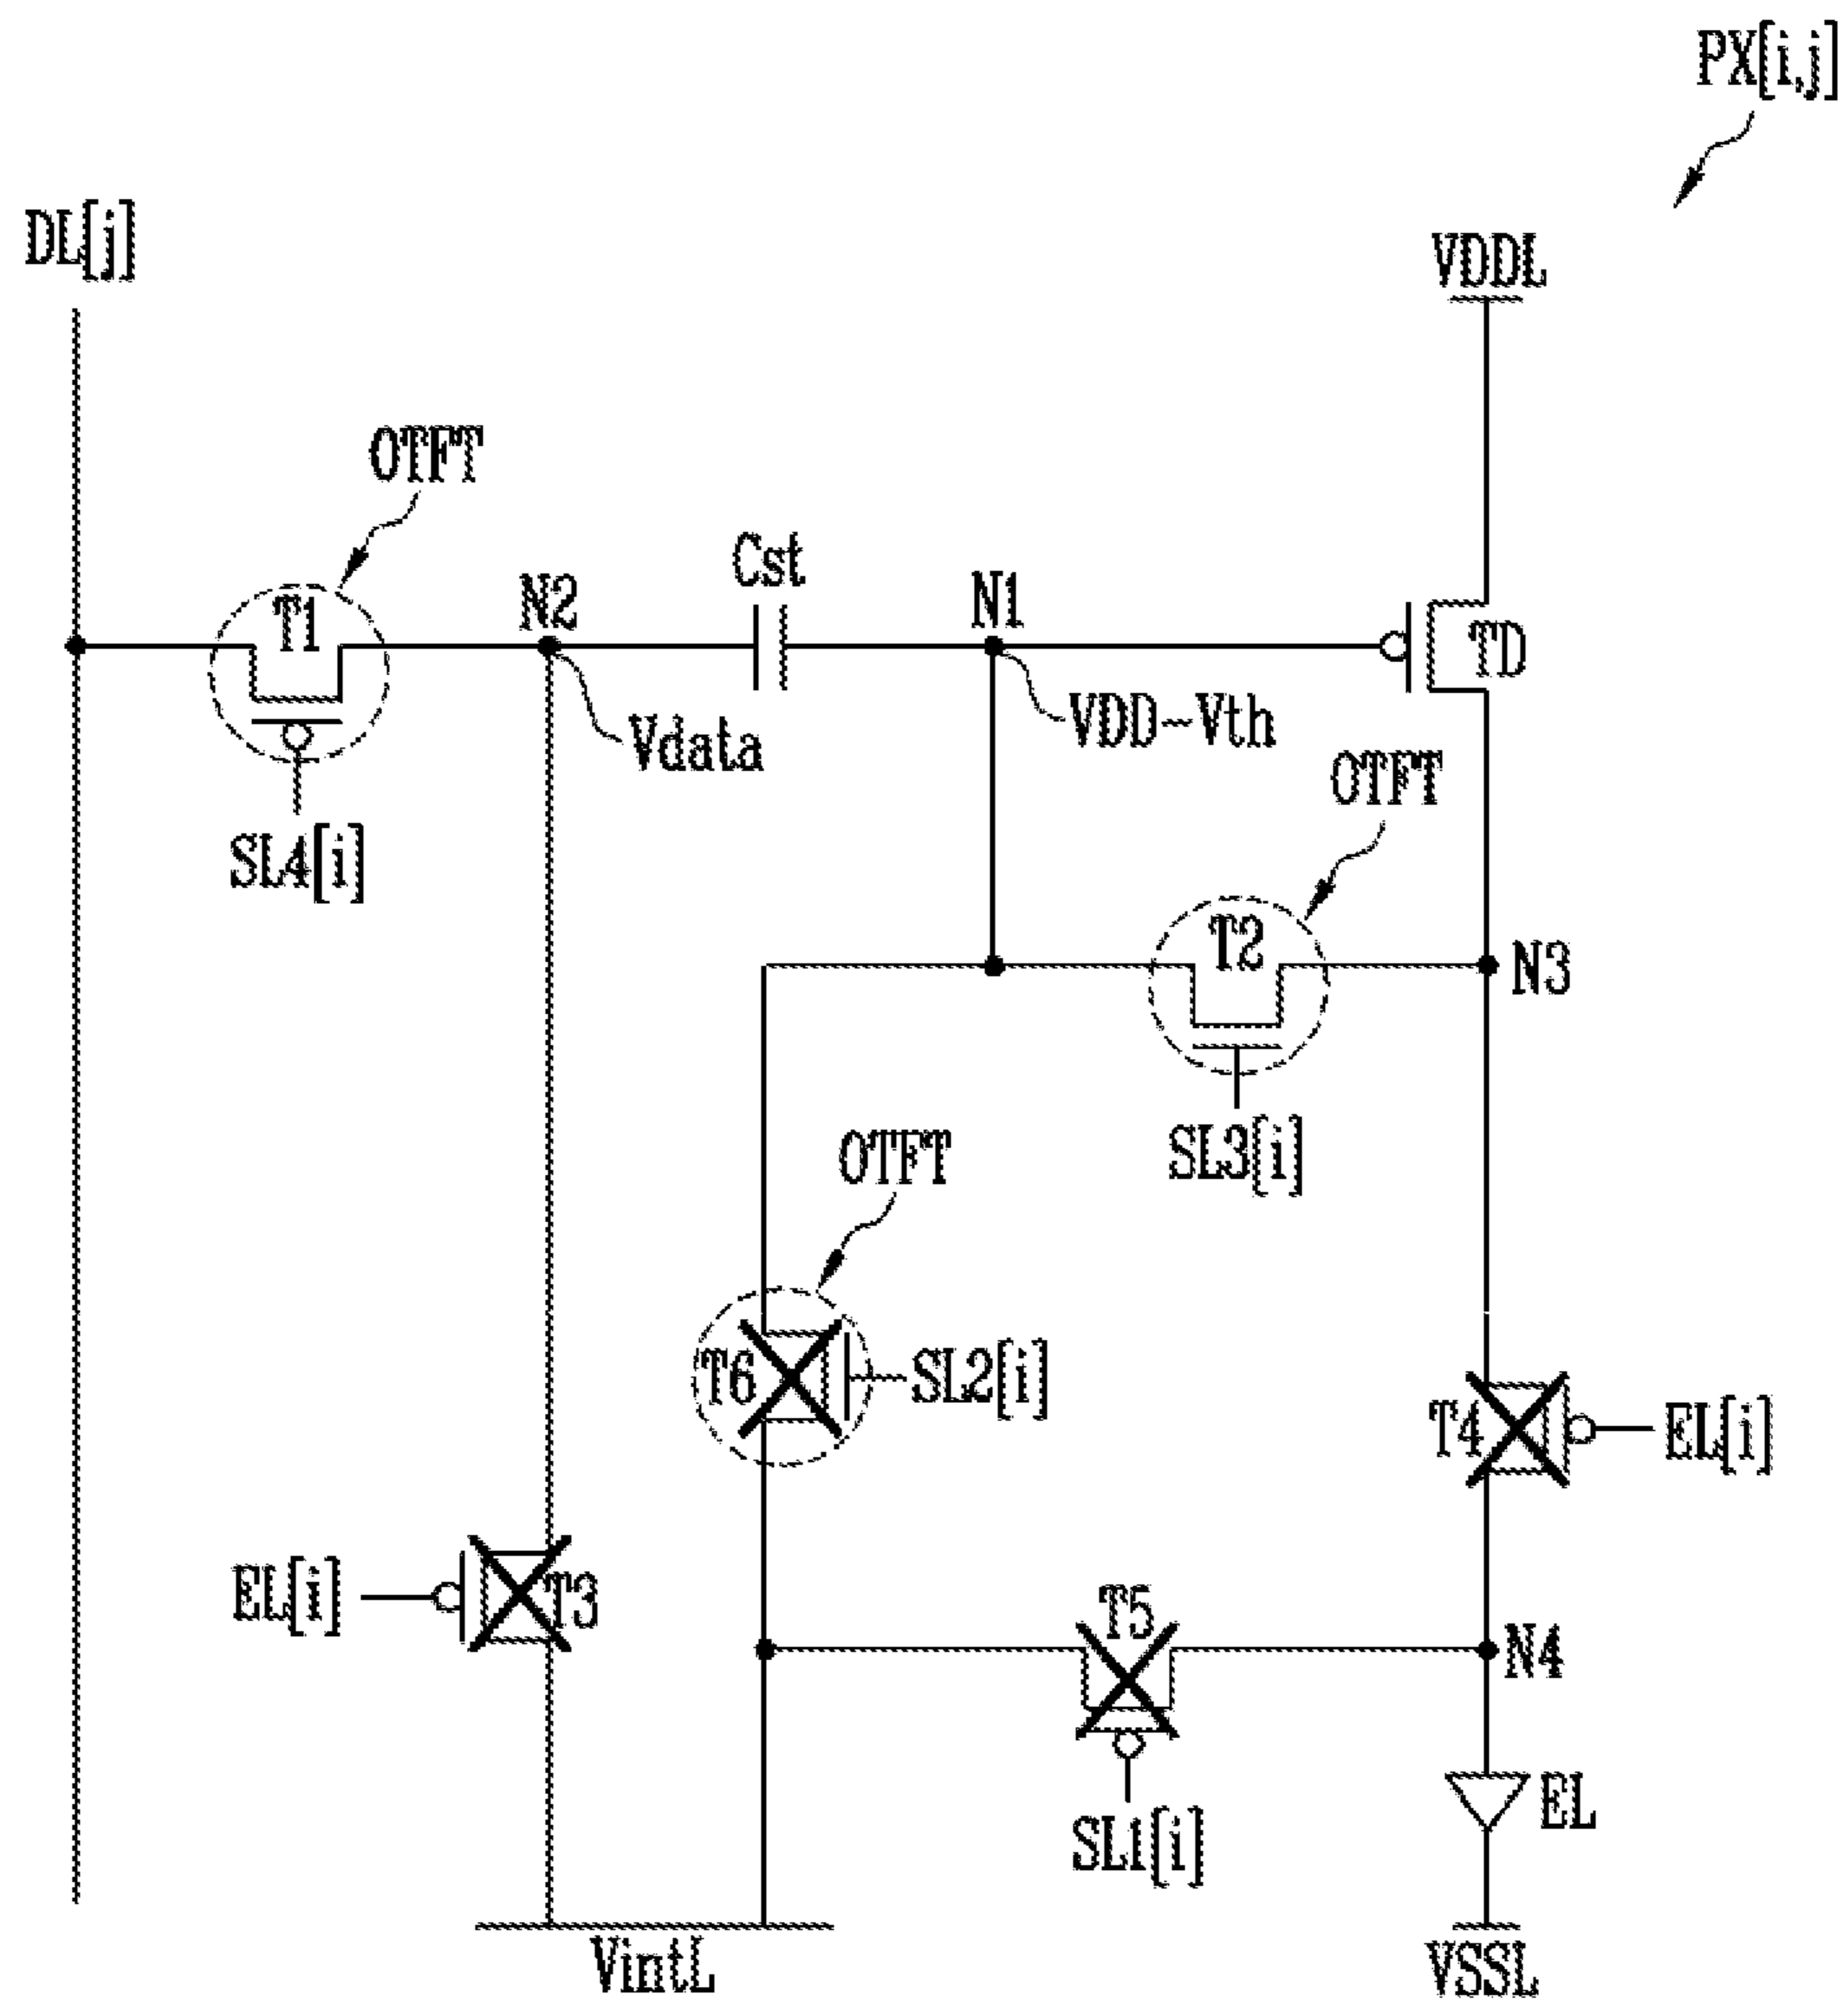 PX[i,j]
DL[j]
VDDL
OTFT
Cst
N2
N1
T1
TD
Vdata
VDD-Vth
OTFT
SL4[i]
T2
N3
OTFT
SL3[i]
T6
SL2[i]
T4
EL[i]
EL[i]
T3
T5
N4
SL1[i]
EL
VintL
VSSL